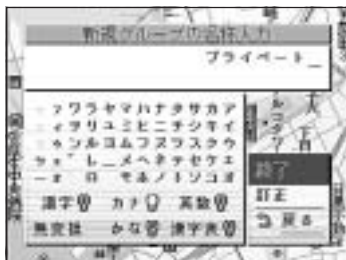 新規グループの名称入力
プライベート_
ァワラヤマハナタサカア
ィヲリユミヒニチシキイ
ゥンルヨムフヌツスクウ
レ_メヘネテセケエ
ーォ ロ モホノトソコオ
漢字 カナ 英数
無変換 かな 漢字表
終了
訂正
戻る